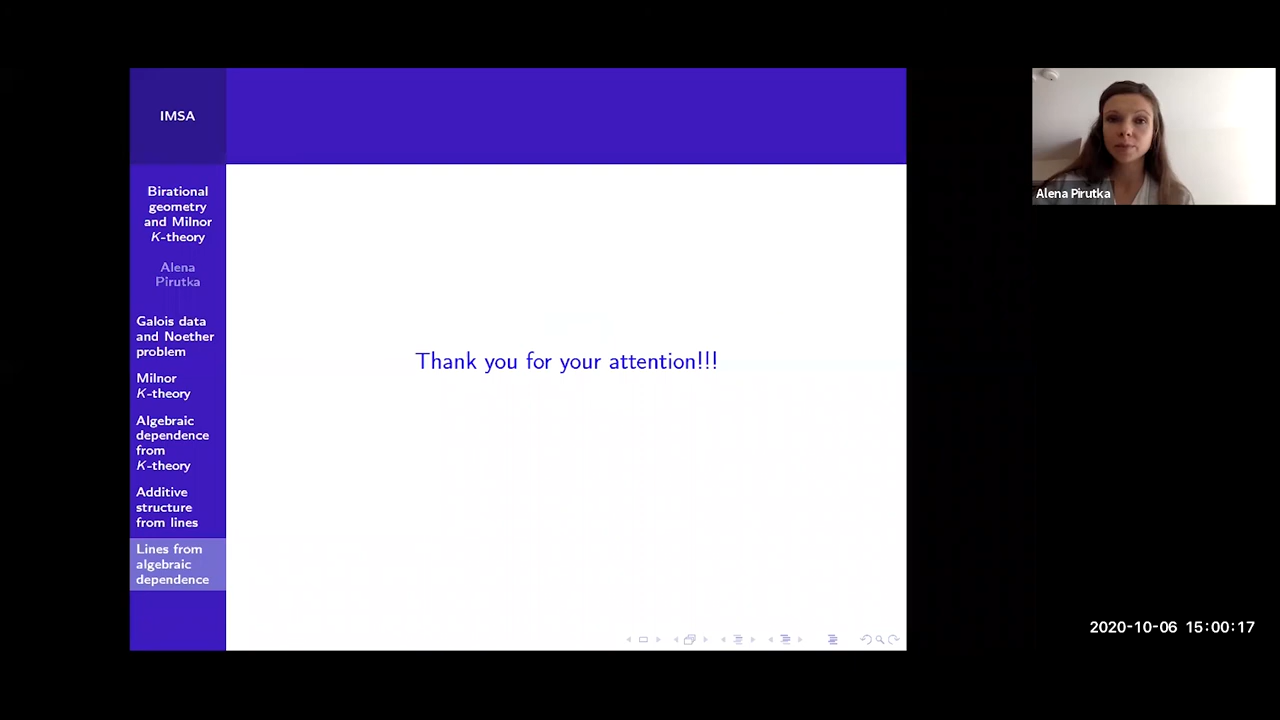 IMSA
Birational
geometry
and Milnor
K-theory
Alena
Pirutka
Galois data
and Noether
problem
Milnor
K-theory
Algebraic
dependence
from
K-theory
Additive
structure
from lines
Lines from
algebraic
dependence
Thank you for your attention!!!
Alena Pirutka
2020-10-06 15:00:17